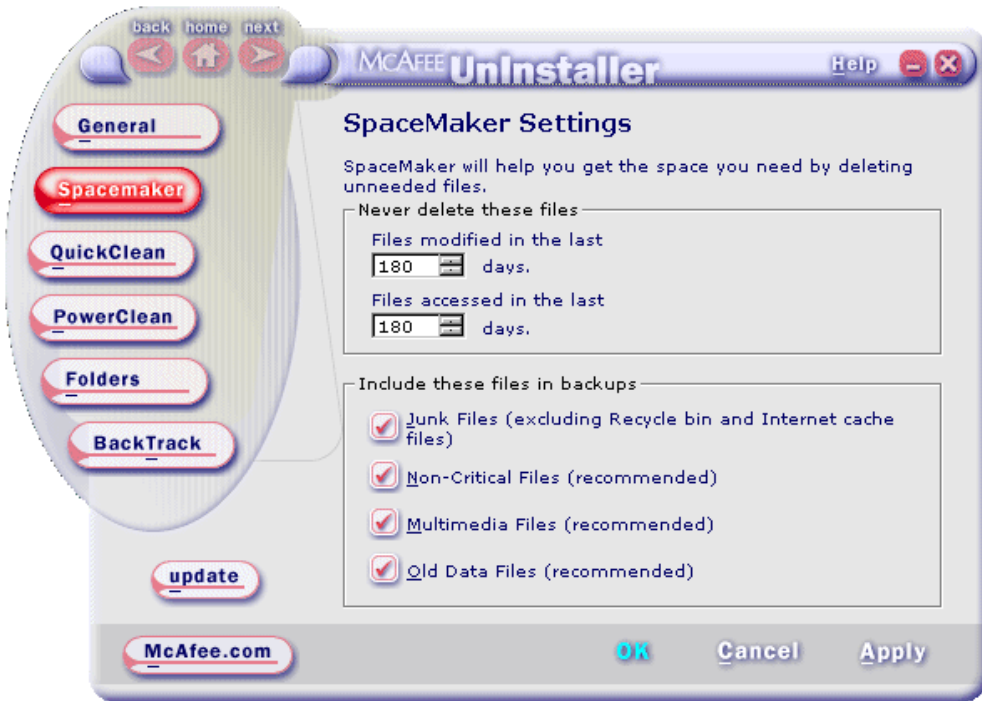 back home next
McAfee UnInstaller
Help
General
Spacemaker
QuickClean
PowerClean
Folders
BackTrack
update
McAfee.com
SpaceMaker Settings
SpaceMaker will help you get the space you need by deleting
unneeded files.
Never delete these files
Files modified in the last
180 days.
Files accessed in the last
180 days.
Include these files in backups
Junk Files (excluding Recycle bin and Internet cache
files)
Non-Critical Files (recommended)
Multimedia Files (recommended)
Old Data Files (recommended)
OK Cancel Apply